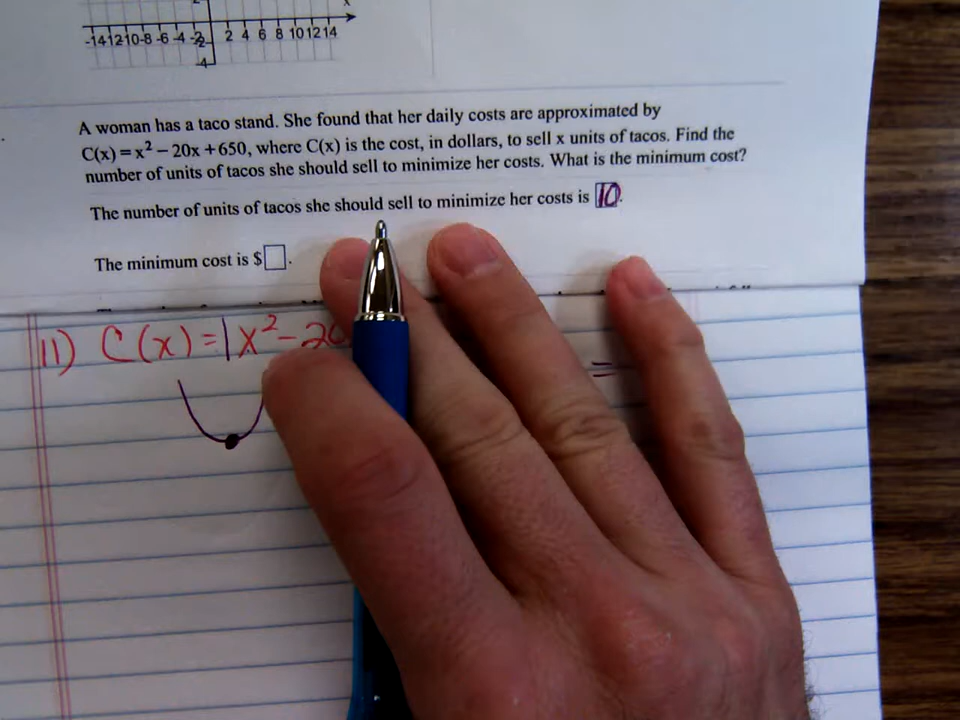 x
-14 12 10 -8 -6 -4 -2 2 4 6 8 10 12 14
-2
-4
A woman has a taco stand. She found that her daily costs are approximated by
C(x) = x² − 20x + 650, where C(x) is the cost, in dollars, to sell x units of tacos. Find the
number of units of tacos she should sell to minimize her costs. What is the minimum cost?
The number of units of tacos she should sell to minimize her costs is 10.
The minimum cost is $ .
11) C(x) = 1x² − 20
=